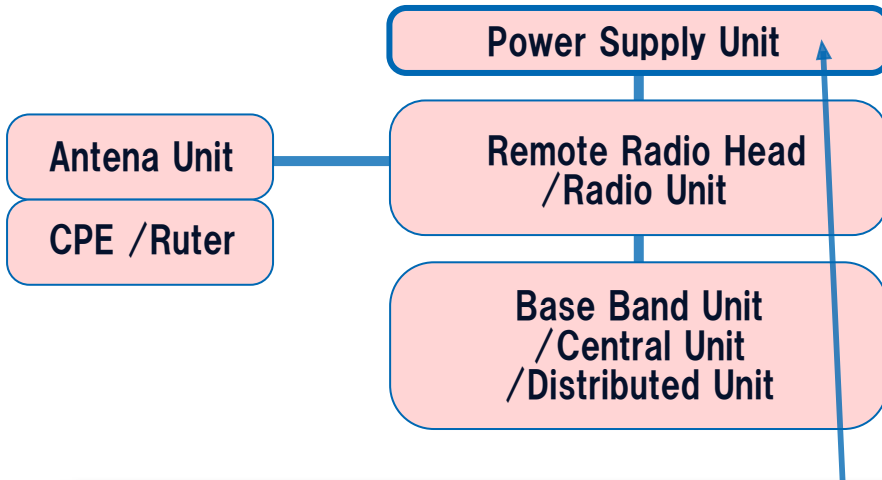 Power Supply Unit
Antena Unit
CPE /Ruter
Remote Radio Head
/Radio Unit
Base Band Unit
/Central Unit
/Distributed Unit